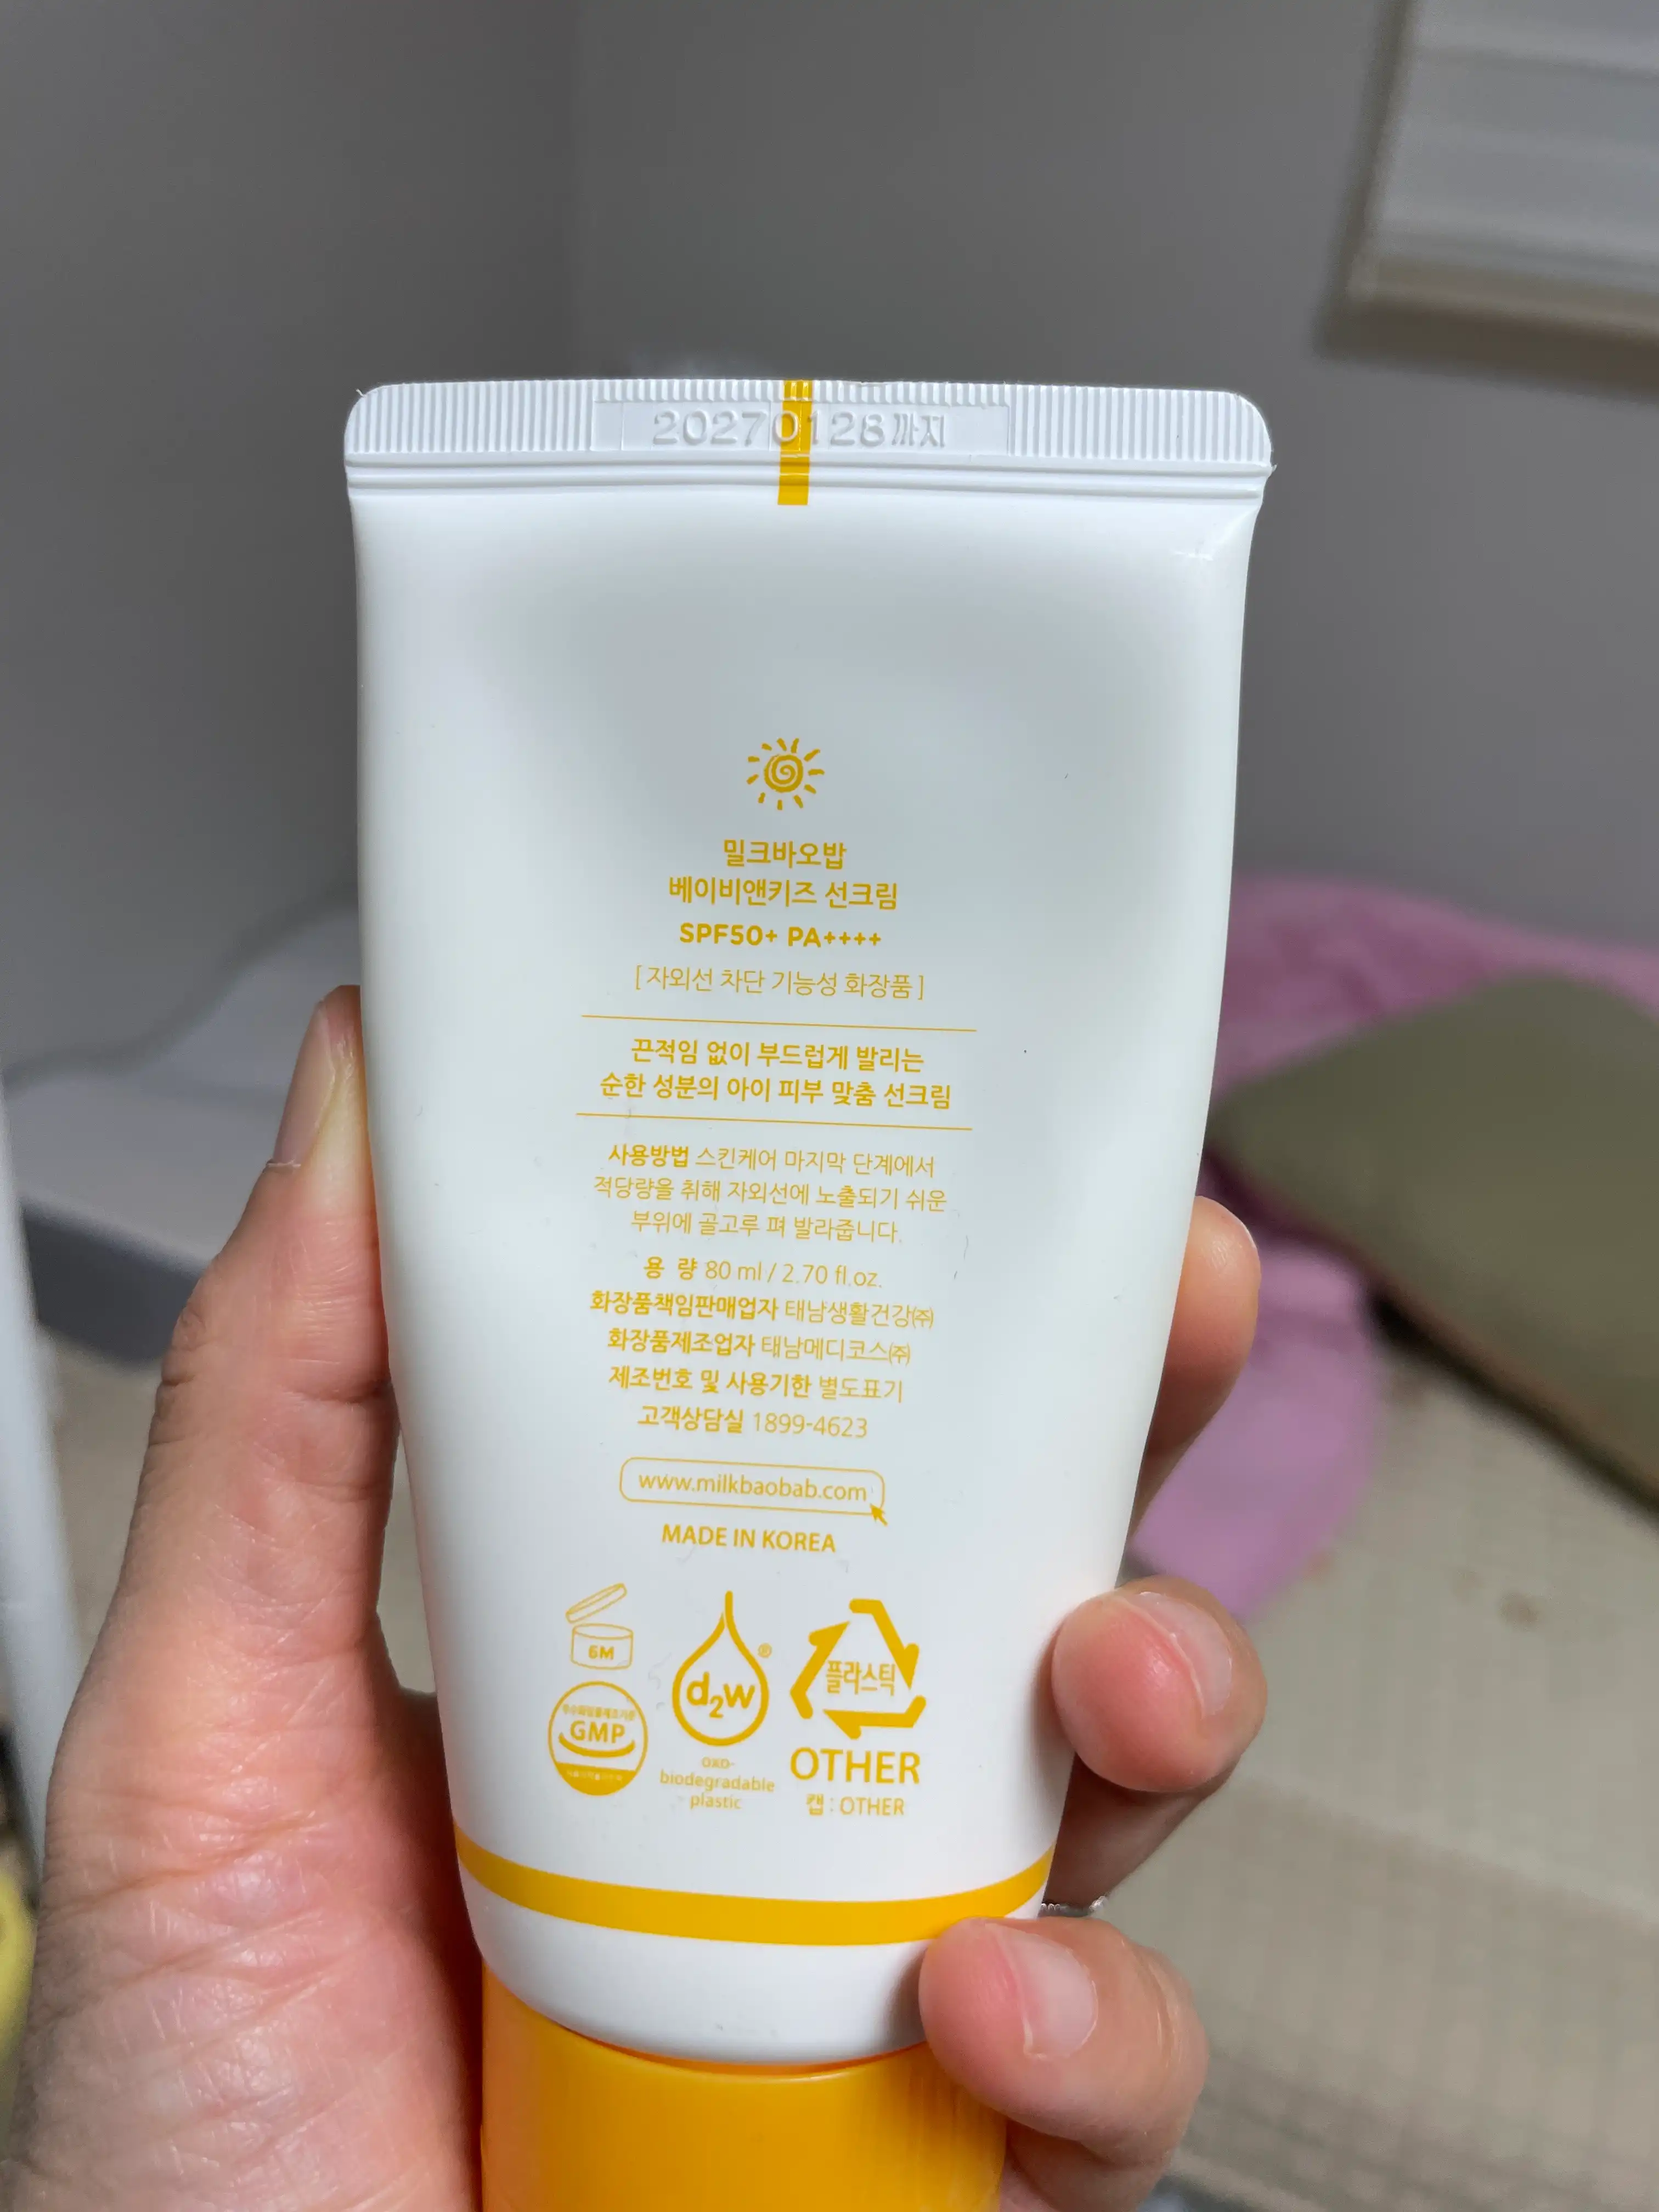 20270128까지
밀크바오밥
베이비앤키즈 선크림
SPF50+ PA++++
[ 자외선 차단 기능성 화장품 ]
끈적임 없이 부드럽게 발리는
순한 성분의 아이 피부 맞춤 선크림
사용방법 스킨케어 마지막 단계에서
적당량을 취해 자외선에 노출되기 쉬운
부위에 골고루 펴 발라줍니다.
용 량 80 ml / 2.70 fl.oz.
화장품책임판매업자 태남생활건강㈜
화장품제조업자 태남메디코스㈜
제조번호 및 사용기한 별도표기
고객상담실 1899-4623
www.milkbaobab.com
MADE IN KOREA
6M
GMP
d2w®
oxo-
biodegradable
plastic
플라스틱
OTHER
캡 : OTHER